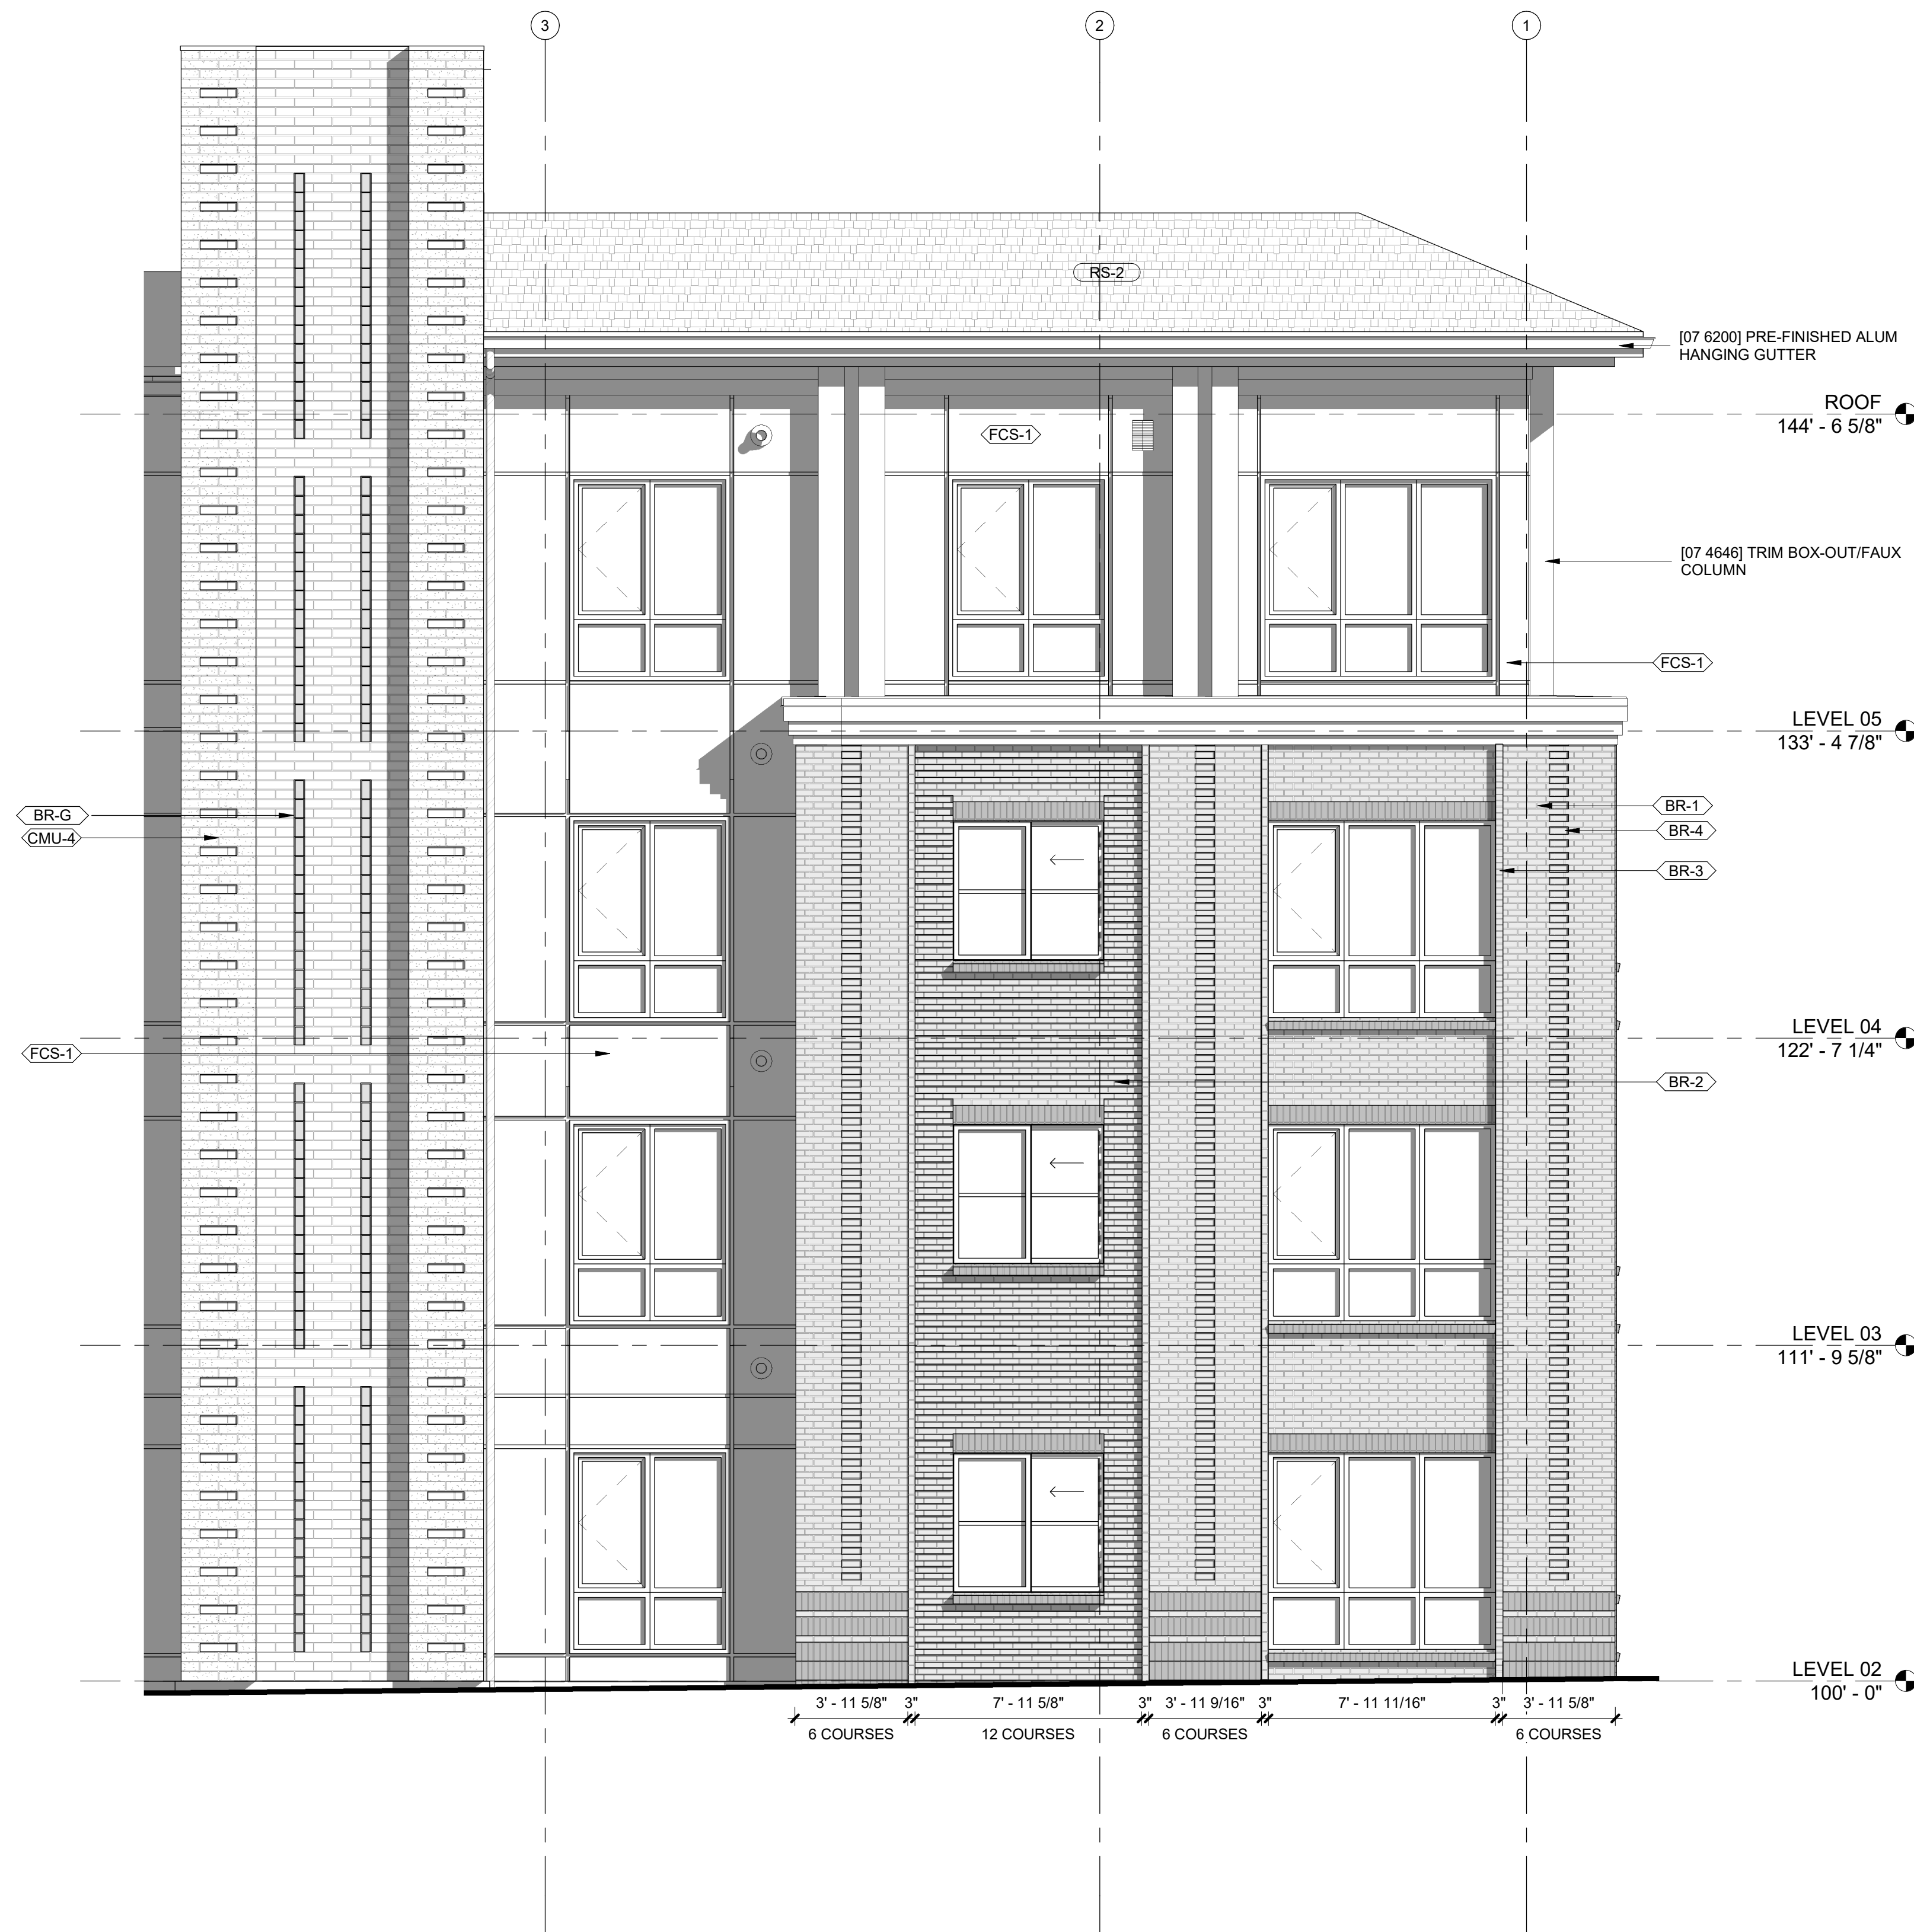 3
2
1
RS-2
[07 6200] PRE-FINISHED ALUM
HANGING GUTTER
ROOF
144' - 6 5/8"
FCS-1
[07 4646] TRIM BOX-OUT/FAUX
COLUMN
FCS-1
LEVEL 05
133' - 4 7/8"
BR-G
CMU-4
BR-1
BR-4
BR-3
LEVEL 04
122' - 7 1/4"
FCS-1
BR-2
LEVEL 03
111' - 9 5/8"
LEVEL 02
100' - 0"
3' - 11 5/8" 3" 7' - 11 5/8" 3" 3' - 11 9/16" 3" 7' - 11 11/16" 3" 3' - 11 5/8"
6 COURSES 12 COURSES 6 COURSES 6 COURSES